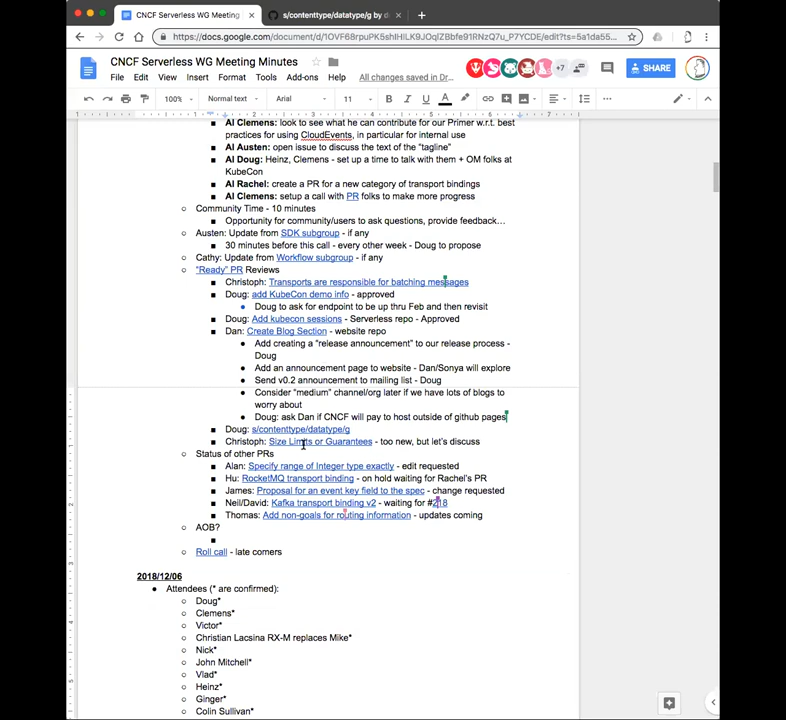 CNCF Serverless WG Meeting
s/contenttype/datatype/g by d
https://docs.google.com/document/d/1OVF68rpuPK5shIHlLK9JOqlZBbfe91RNzQ7u_P7YCDE/edit?ts=5a1da55...
CNCF Serverless WG Meeting Minutes
File Edit View Insert Format Tools Add-ons Help All changes saved in Dr...
+7
SHARE
100% Normal text Arial 11
AI Clemens: look to see what he can contribute for our Primer w.r.t. best
practices for using CloudEvents, in particular for internal use
AI Austen: open issue to discuss the text of the "tagline"
AI Doug: Heinz, Clemens - set up a time to talk with them + OM folks at
KubeCon
AI Rachel: create a PR for a new category of transport bindings
AI Clemens: setup a call with PR folks to make more progress
Community Time - 10 minutes
Opportunity for community/users to ask questions, provide feedback…
Austen: Update from SDK subgroup - if any
30 minutes before this call - every other week - Doug to propose
Cathy: Update from Workflow subgroup - if any
"Ready" PR Reviews
Christoph: Transports are responsible for batching messages
Doug: add KubeCon demo info - approved
Doug to ask for endpoint to be up thru Feb and then revisit
Doug: Add kubecon sessions - Serverless repo - Approved
Dan: Create Blog Section - website repo
Add creating a "release announcement" to our release process -
Doug
Add an announcement page to website - Dan/Sonya will explore
Send v0.2 announcement to mailing list - Doug
Consider "medium" channel/org later if we have lots of blogs to
worry about
Doug: ask Dan if CNCF will pay to host outside of github pages
Doug: s/contenttype/datatype/g
Christoph: Size Limits or Guarantees - too new, but let's discuss
Status of other PRs
Alan: Specify range of Integer type exactly - edit requested
Hu: RocketMQ transport binding - on hold waiting for Rachel's PR
James: Proposal for an event key field to the spec - change requested
Neil/David: Kafka transport binding v2 - waiting for #218
Thomas: Add non-goals for routing information - updates coming
AOB?
Roll call - late comers
2018/12/06
Attendees (* are confirmed):
Doug*
Clemens*
Victor*
Christian Lacsina RX-M replaces Mike*
Nick*
John Mitchell*
Vlad*
Heinz*
Ginger*
Colin Sullivan*